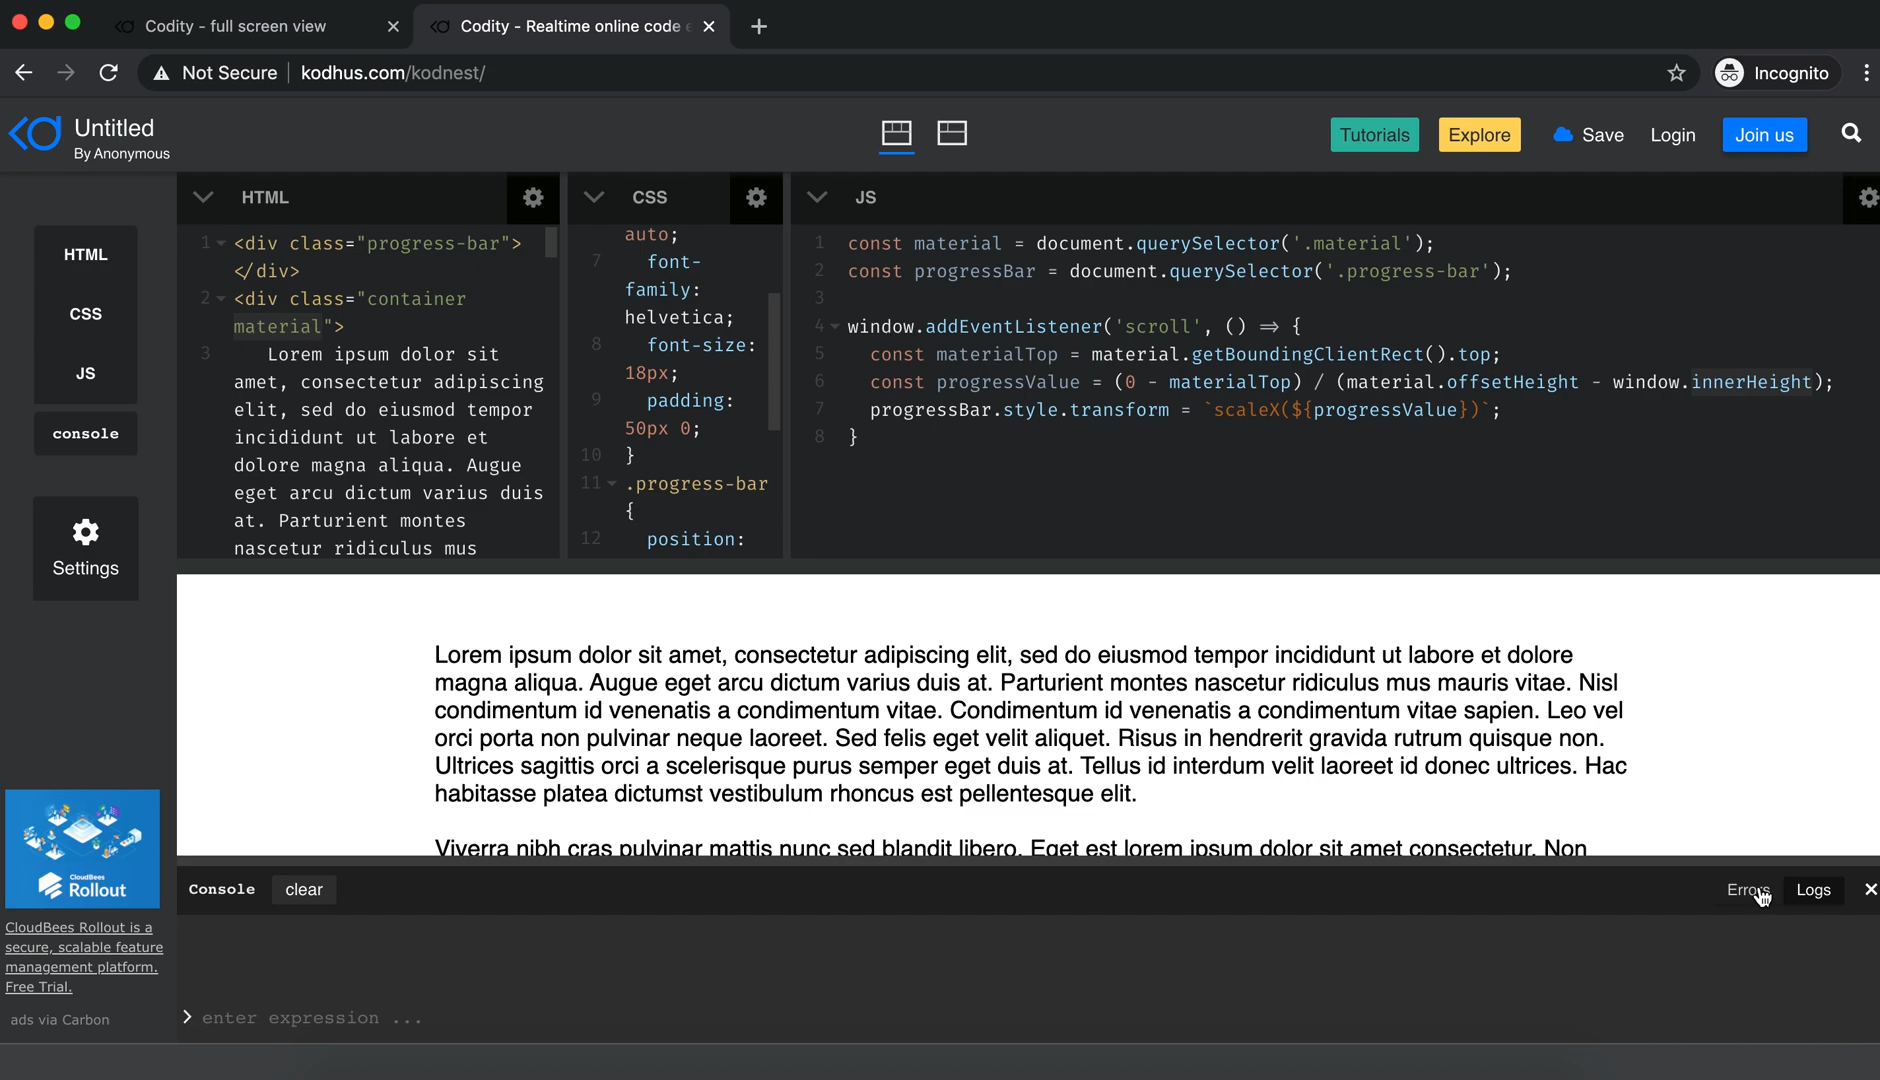 Codity - full screen view
Codity - Realtime online code e
Not Secure
kodhus.com/kodnest/
Incognito
Untitled
By Anonymous
Tutorials
Explore
Save
Login
Join us
HTML
CSS
JS
console
Settings
HTML
1 <div class="progress-bar">
</div>
2 <div class="container
material">
3 Lorem ipsum dolor sit
amet, consectetur adipiscing
elit, sed do eiusmod tempor
incididunt ut labore et
dolore magna aliqua. Augue
eget arcu dictum varius duis
at. Parturient montes
nascetur ridiculus mus
CSS
auto;
7 font-
family:
helvetica;
8 font-size:
18px;
9 padding:
50px 0;
10 }
11 .progress-bar
{
12 position:
JS
1 const material = document.querySelector('.material');
2 const progressBar = document.querySelector('.progress-bar');
3
4 window.addEventListener('scroll', () => {
5 const materialTop = material.getBoundingClientRect().top;
6 const progressValue = (0 - materialTop) / (material.offsetHeight - window.innerHeight);
7 progressBar.style.transform = `scaleX(${progressValue})`;
8 }
Lorem ipsum dolor sit amet, consectetur adipiscing elit, sed do eiusmod tempor incididunt ut labore et dolore
magna aliqua. Augue eget arcu dictum varius duis at. Parturient montes nascetur ridiculus mus mauris vitae. Nisl
condimentum id venenatis a condimentum vitae. Condimentum id venenatis a condimentum vitae sapien. Leo vel
orci porta non pulvinar neque laoreet. Sed felis eget velit aliquet. Risus in hendrerit gravida rutrum quisque non.
Ultrices sagittis orci a scelerisque purus semper eget duis at. Tellus id interdum velit laoreet id donec ultrices. Hac
habitasse platea dictumst vestibulum rhoncus est pellentesque elit.
Viverra nibh cras pulvinar mattis nunc sed blandit libero. Eget est lorem ipsum dolor sit amet consectetur. Non
CloudBees
Rollout
CloudBees Rollout is a
secure, scalable feature
management platform.
Free Trial.
ads via Carbon
Console
clear
Errors
Logs
enter expression ...